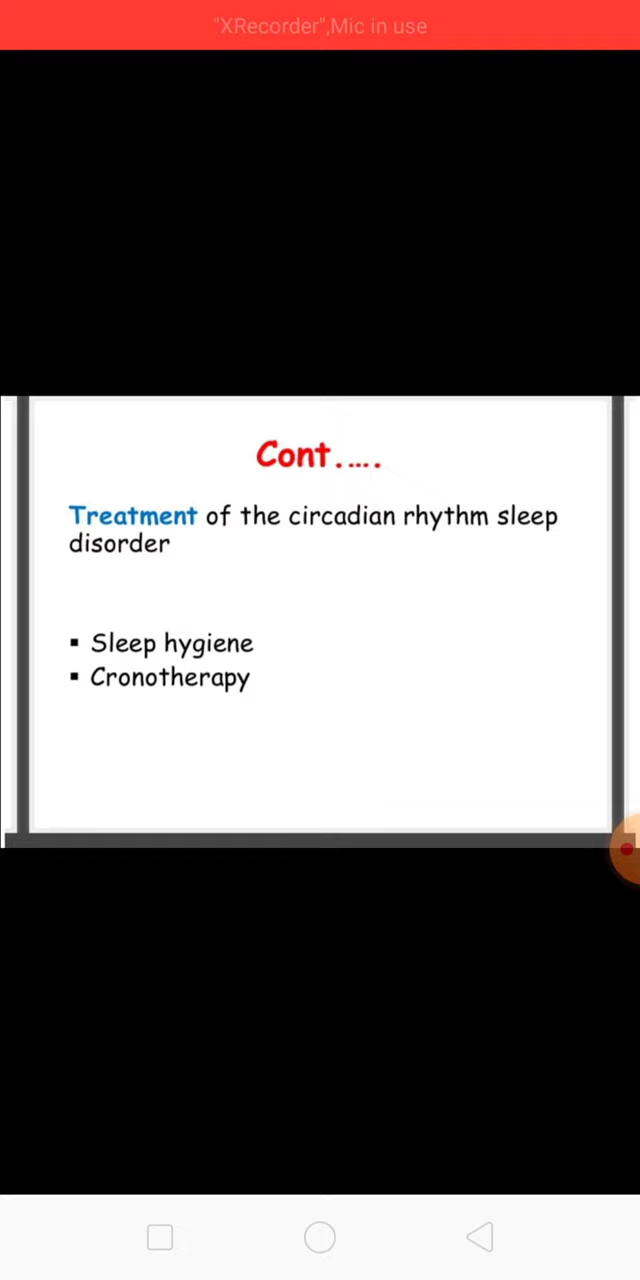 "XRecorder",Mic in use
Cont.….
Treatment of the circadian rhythm sleep
disorder
▪ Sleep hygiene
▪ Cronotherapy